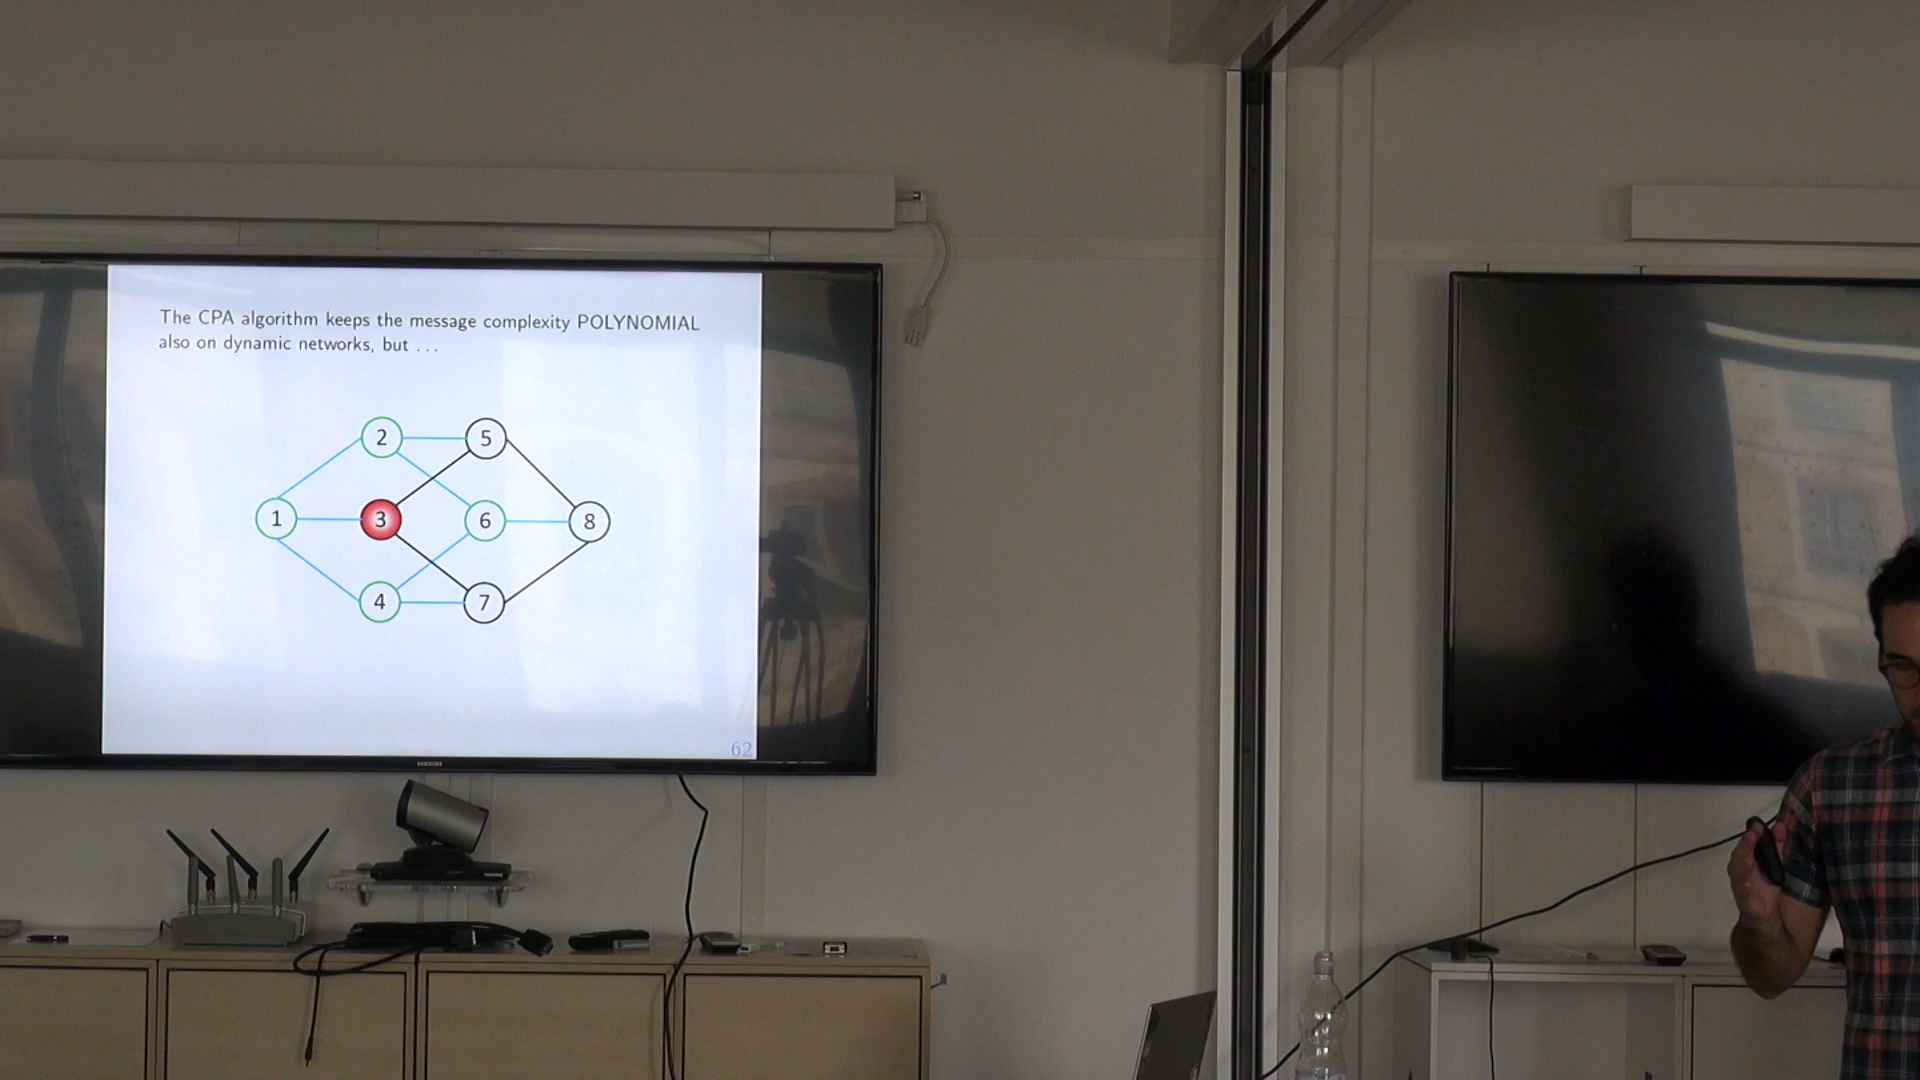 The CPA algorithm keeps the message complexity POLYNOMIAL
also on dynamic networks, but ...
2 5
1 3 6 8
4 7
62
SAMSUNG